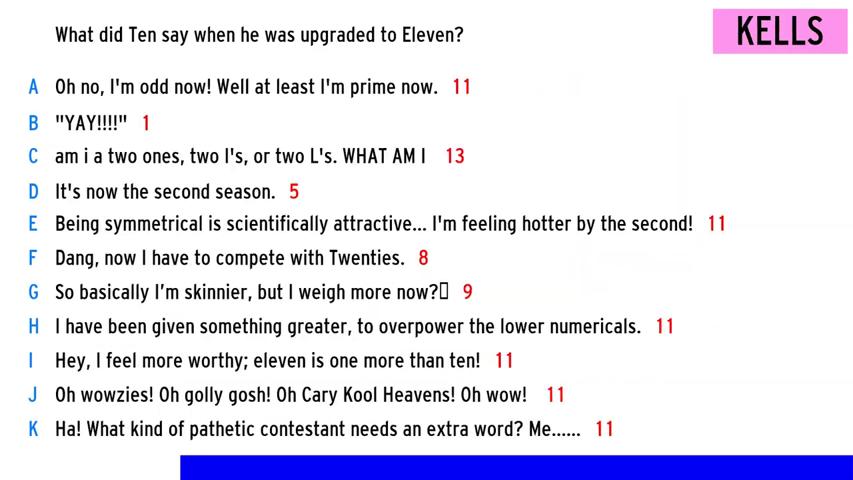 What did Ten say when he was upgraded to Eleven?
KELLS
A Oh no, I'm odd now! Well at least I'm prime now. 11
B "YAY!!!!" 1
C am i a two ones, two I's, or two L's. WHAT AM I 13
D It's now the second season. 5
E Being symmetrical is scientifically attractive... I'm feeling hotter by the second! 11
F Dang, now I have to compete with Twenties. 8
G So basically I’m skinnier, but I weigh more now?▯ 9
H I have been given something greater, to overpower the lower numericals. 11
I Hey, I feel more worthy; eleven is one more than ten! 11
J Oh wowzies! Oh golly gosh! Oh Cary Kool Heavens! Oh wow! 11
K Ha! What kind of pathetic contestant needs an extra word? Me...... 11